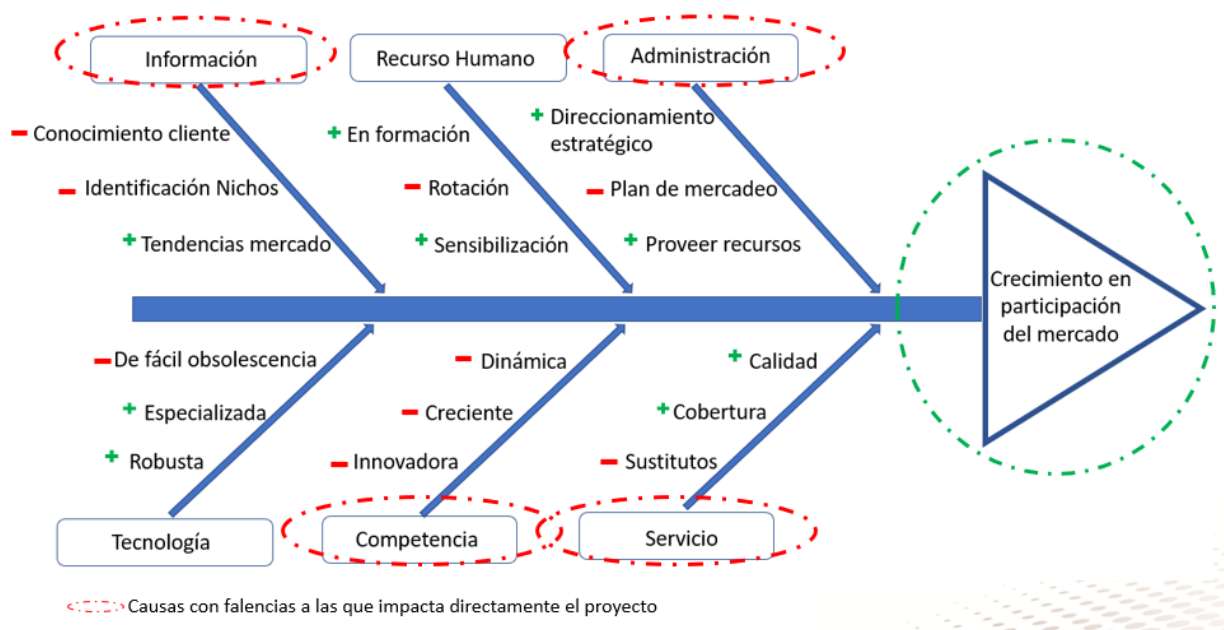 Información
Recurso Humano
Administración
- Conocimiento cliente
- Identificación Nichos
+ Tendencias mercado
+ En formación
- Rotación
+ Sensibilización
+ Direccionamiento
estratégico
- Plan de mercadeo
+ Proveer recursos
Crecimiento en
participación
del mercado
- De fácil obsolescencia
+ Especializada
+ Robusta
- Dinámica
- Creciente
- Innovadora
+ Calidad
+ Cobertura
- Sustitutos
Tecnología
Competencia
Servicio
Causas con falencias a las que impacta directamente el proyecto